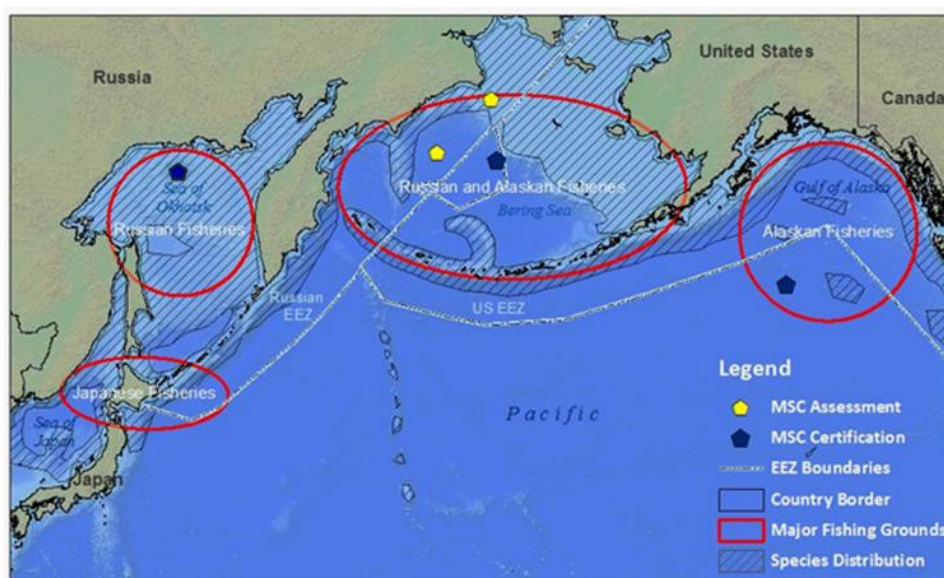 Russia
United States
Canada
Sea of
Okhatsk
Russian Fisheries
Russian and Alaskan Fisheries
Bering Sea
Gulf of Alaska
Alaskan Fisheries
Russian
EEZ
US EEZ
Japanese Fisheries
Sea of
Japan
Japan
Pacific
Legend
MSC Assessment
MSC Certification
EEZ Boundaries
Country Border
Major Fishing Grounds
Species Distribution